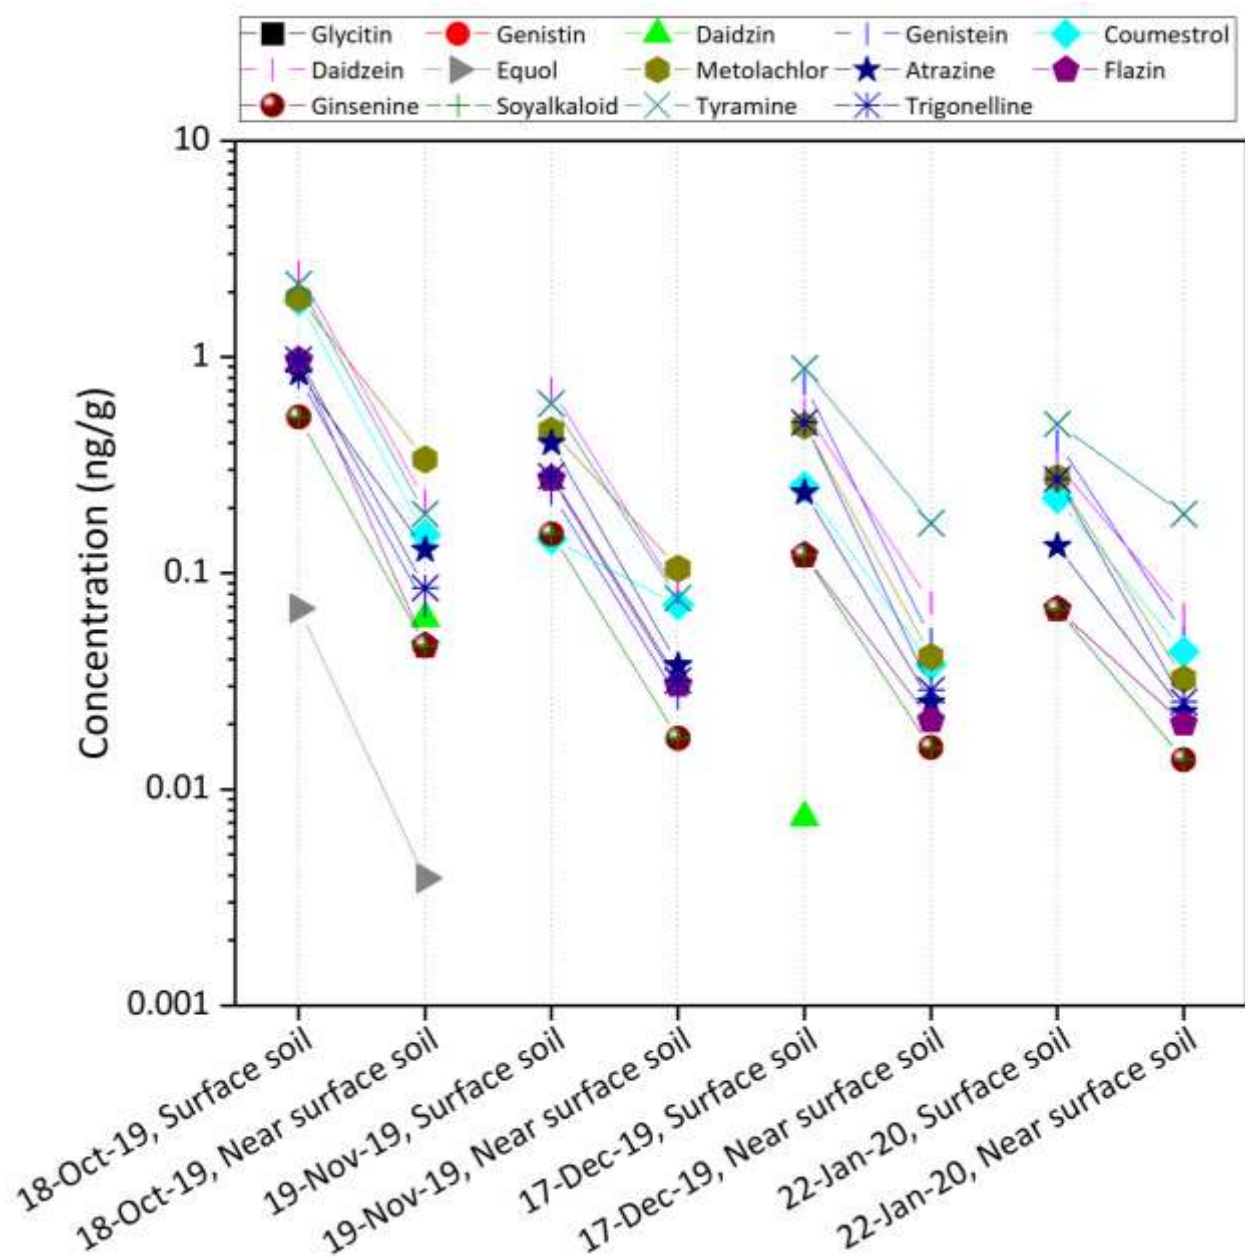 Glycitin Genistin Daidzin Genistein Coumestrol
Daidzein Equol Metolachlor Atrazine Flazin
Ginsenine Soyalkaloid Tyramine Trigonelline
10
1
0.1
0.01
0.001
Concentration (ng/g)
18-Oct-19, Surface soil
18-Oct-19, Near surface soil
19-Nov-19, Surface soil
19-Nov-19, Near surface soil
17-Dec-19, Surface soil
17-Dec-19, Near surface soil
22-Jan-20, Surface soil
22-Jan-20, Near surface soil